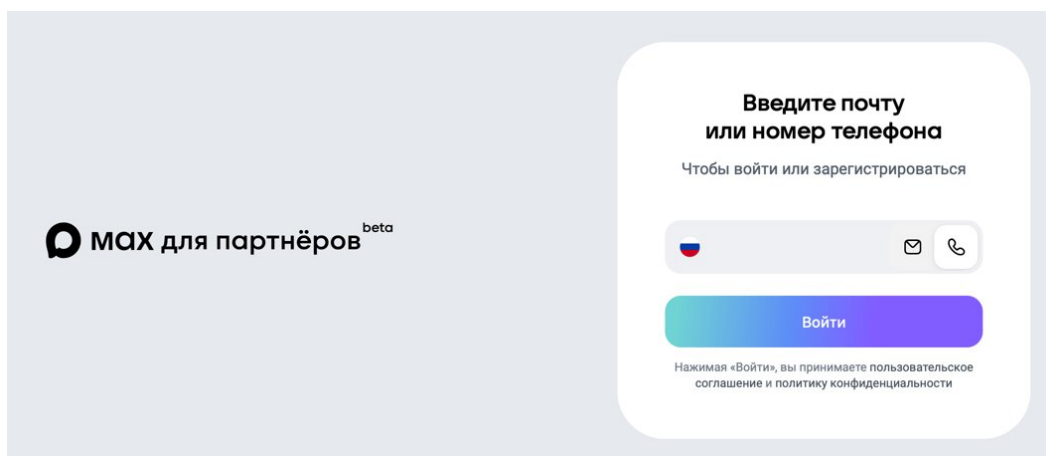 Введите почту
или номер телефона
Чтобы войти или зарегистрироваться
max для партнёров beta
Войти
Нажимая «Войти», вы принимаете пользовательское
соглашение и политику конфиденциальности